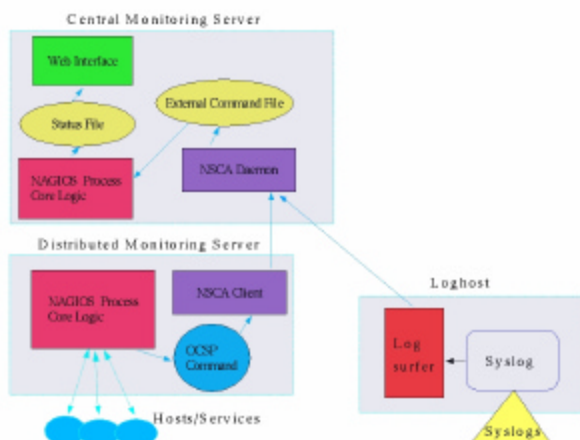 Central Monitoring Server
Web Interface
External Command File
Status File
NAGIOS Process
Core Logic
NSCA Daemon
Distributed Monitoring Server
NAGIOS Process
Core Logic
NSCA Client
OCSP
Command
Hosts/Services
Loghost
Log
surfer
Syslog
Syslogs